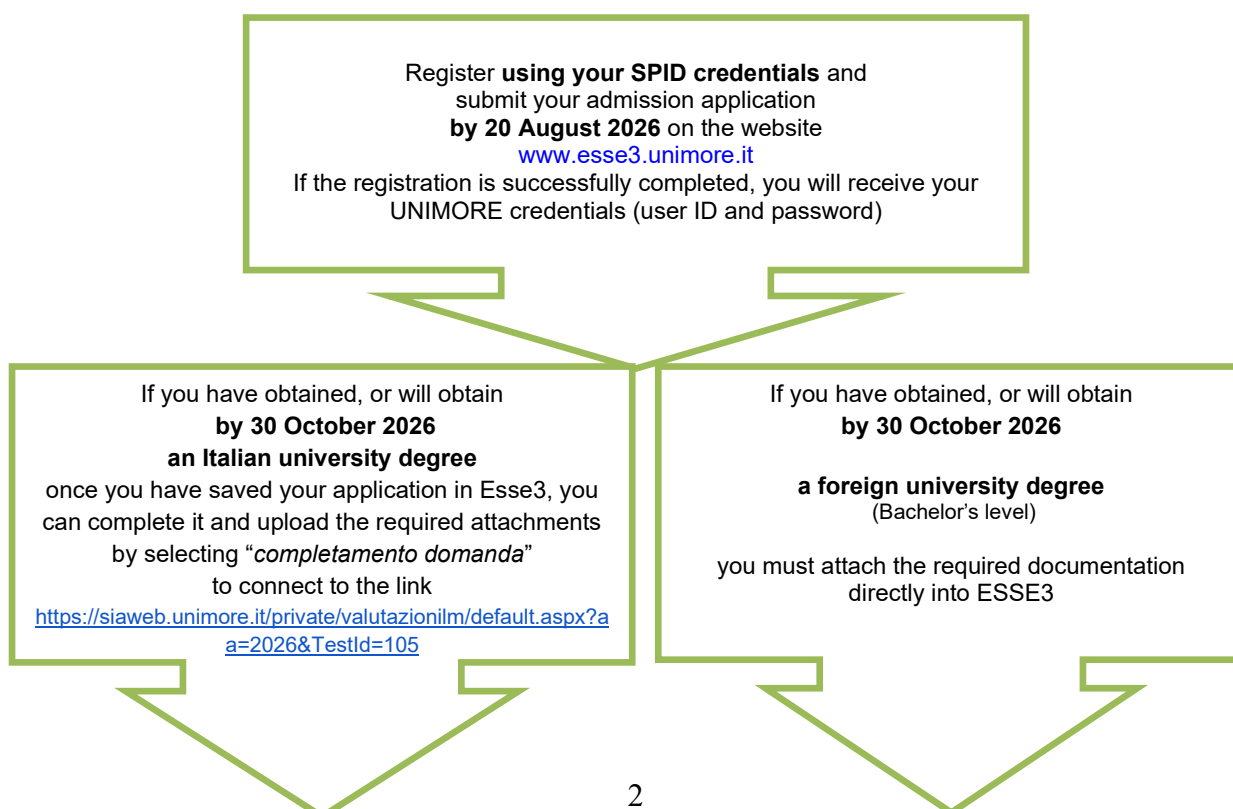 Register using your SPID credentials and
submit your admission application
by 20 August 2026 on the website
www.esse3.unimore.it
If the registration is successfully completed, you will receive your
UNIMORE credentials (user ID and password)
If you have obtained, or will obtain
by 30 October 2026
an Italian university degree
once you have saved your application in Esse3, you
can complete it and upload the required attachments
by selecting “completamento domanda”
to connect to the link
https://siaweb.unimore.it/private/valutazionilm/default.aspx?a
a=2026&TestId=105
If you have obtained, or will obtain
by 30 October 2026
a foreign university degree
(Bachelor’s level)
you must attach the required documentation
directly into ESSE3
2